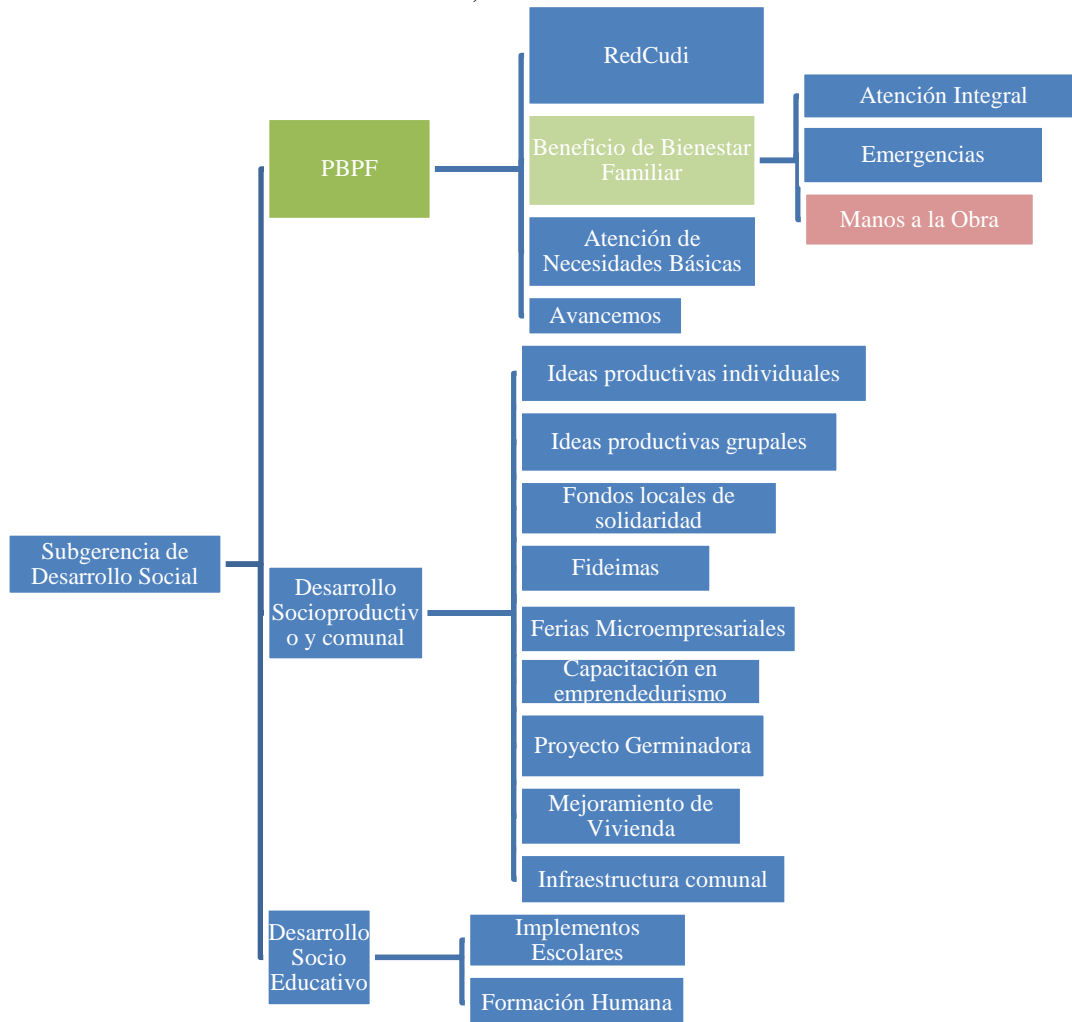 Subgerencia de
Desarrollo Social
PBPF
RedCudi
Beneficio de Bienestar
Familiar
Atención Integral
Emergencias
Manos a la Obra
Atención de
Necesidades Básicas
Avancemos
Desarrollo
Socioproductiv
o y comunal
Ideas productivas individuales
Ideas productivas grupales
Fondos locales de
solidaridad
Fideimas
Ferias Microempresariales
Capacitación en
emprendedurismo
Proyecto Germinadora
Mejoramiento de
Vivienda
Infraestructura comunal
Desarrollo
Socio
Educativo
Implementos
Escolares
Formación Humana